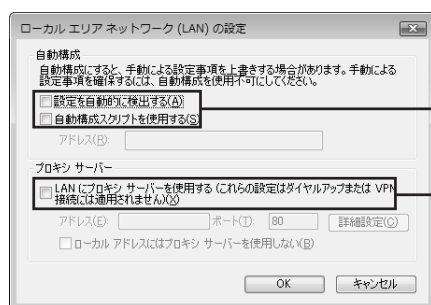 ローカル エリア ネットワーク (LAN) の設定
自動構成
自動構成にすると、手動による設定事項を上書きする場合があります。手動による
設定事項を確保するには、自動構成を使用不可にしてください。
設定を自動的に検出する(A)
自動構成スクリプトを使用する(S)
アドレス(R):
プロキシ サーバー
LAN にプロキシ サーバーを使用する (これらの設定はダイヤルアップまたは VPN
接続には適用されません)(X)
アドレス(E): ポート(T): 80 詳細設定(C)
ローカル アドレスにはプロキシ サーバーを使用しない(B)
OK キャンセル